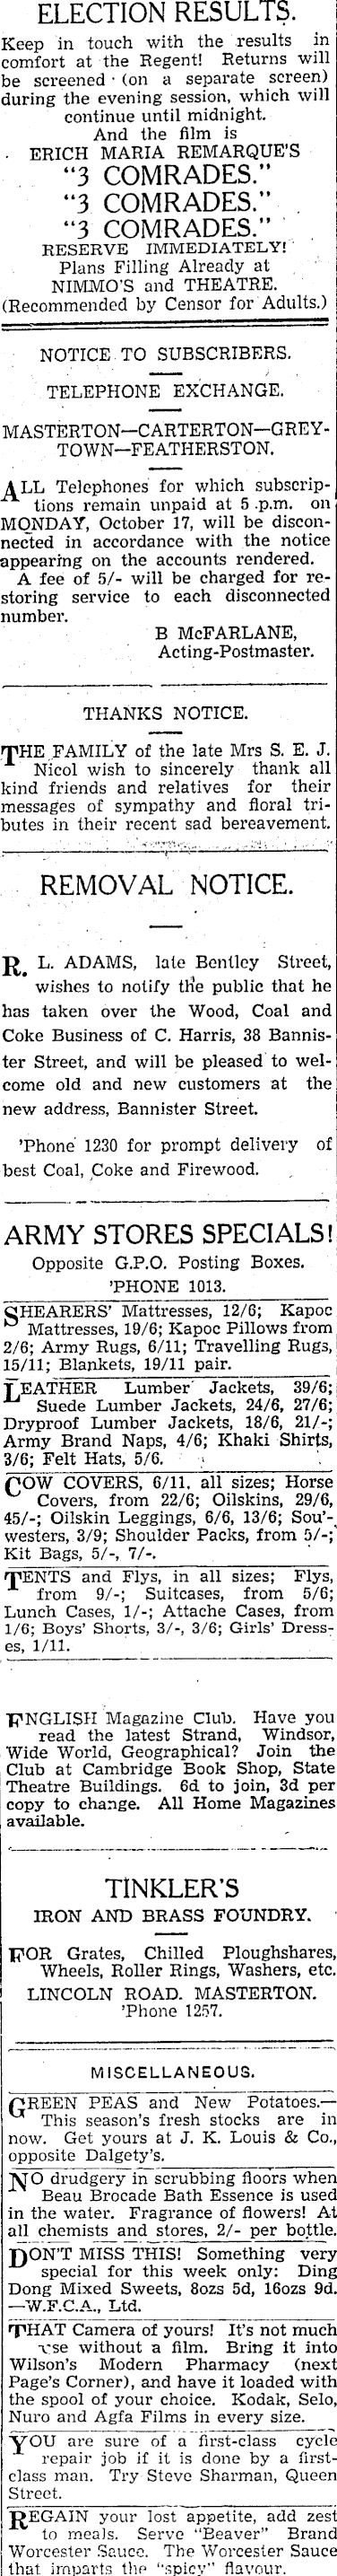 ELECTION RESULTS.
Keep in touch with the results in
comfort at the Regent! Returns will
be screened (on a separate screen)
during the evening session, which will
continue until midnight.
And the film is
ERICH MARIA REMARQUE'S
"3 COMRADES."
"3 COMRADES."
"3 COMRADES."
RESERVE IMMEDIATELY!
Plans Filling Already at
NIMMO'S and THEATRE.
(Recommended by Censor for Adults.)
NOTICE TO SUBSCRIBERS.
TELEPHONE EXCHANGE.
MASTERTON—CARTERTON—GREY-
TOWN—FEATHERSTON.
ALL Telephones for which subscrip-
tions remain unpaid at 5 p.m. on
MONDAY, October 17, will be discon-
nected in accordance with the notice
appearing on the accounts rendered.
A fee of 5/- will be charged for re-
storing service to each disconnected
number.
B McFARLANE,
Acting-Postmaster.
THANKS NOTICE.
THE FAMILY of the late Mrs S. E. J.
Nicol wish to sincerely thank all
kind friends and relatives for their
messages of sympathy and floral tri-
butes in their recent sad bereavement.
REMOVAL NOTICE.
R. L. ADAMS, late Bentley Street,
wishes to notify the public that he
has taken over the Wood, Coal and
Coke Business of C. Harris, 38 Bannis-
ter Street, and will be pleased to wel-
come old and new customers at the
new address, Bannister Street.
'Phone 1230 for prompt delivery of
best Coal, Coke and Firewood.
ARMY STORES SPECIALS!
Opposite G.P.O. Posting Boxes.
'PHONE 1013.
SHEARERS' Mattresses, 12/6; Kapoc
Mattresses, 19/6; Kapoc Pillows from
2/6; Army Rugs, 6/11; Travelling Rugs,
15/11; Blankets, 19/11 pair.
LEATHER Lumber Jackets, 39/6;
Suede Lumber Jackets, 24/6, 27/6;
Dryproof Lumber Jackets, 18/6, 21/-;
Army Brand Naps, 4/6; Khaki Shirts,
3/6; Felt Hats, 5/6.
COW COVERS, 6/11, all sizes; Horse
Covers, from 22/6; Oilskins, 29/6,
45/-; Oilskin Leggings, 6/6, 13/6; Sou'-
westers, 3/9; Shoulder Packs, from 5/-;
Kit Bags, 5/-, 7/-.
TENTS and Flys, in all sizes; Flys,
from 9/-; Suitcases, from 5/6;
Lunch Cases, 1/-; Attache Cases, from
1/6; Boys' Shorts, 3/-, 3/6; Girls' Dress-
es, 1/11.
ENGLISH Magazine Club. Have you
read the latest Strand, Windsor,
Wide World, Geographical? Join the
Club at Cambridge Book Shop, State
Theatre Buildings. 6d to join, 3d per
copy to change. All Home Magazines
available.
TINKLER'S
IRON AND BRASS FOUNDRY.
FOR Grates, Chilled Ploughshares,
Wheels, Roller Rings, Washers, etc.
LINCOLN ROAD. MASTERTON.
'Phone 1257.
MISCELLANEOUS.
GREEN PEAS and New Potatoes.—
This season's fresh stocks are in
now. Get yours at J. K. Louis & Co.,
opposite Dalgety's.
NO drudgery in scrubbing floors when
Beau Brocade Bath Essence is used
in the water. Fragrance of flowers! At
all chemists and stores, 2/- per bottle.
DON'T MISS THIS! Something very
special for this week only: Ding
Dong Mixed Sweets, 8ozs 5d, 16ozs 9d.
—W.F.C.A., Ltd.
THAT Camera of yours! It's not much
use without a film. Bring it into
Wilson's Modern Pharmacy (next
Page's Corner), and have it loaded with
the spool of your choice. Kodak, Selo,
Nuro and Agfa Films in every size.
YOU are sure of a first-class cycle
repair job if it is done by a first-
class man. Try Steve Sharman, Queen
Street.
REGAIN your lost appetite, add zest
to meals. Serve "Beaver" Brand
Worcester Sauce. The Worcester Sauce
that imparts the "spicy" flavour.